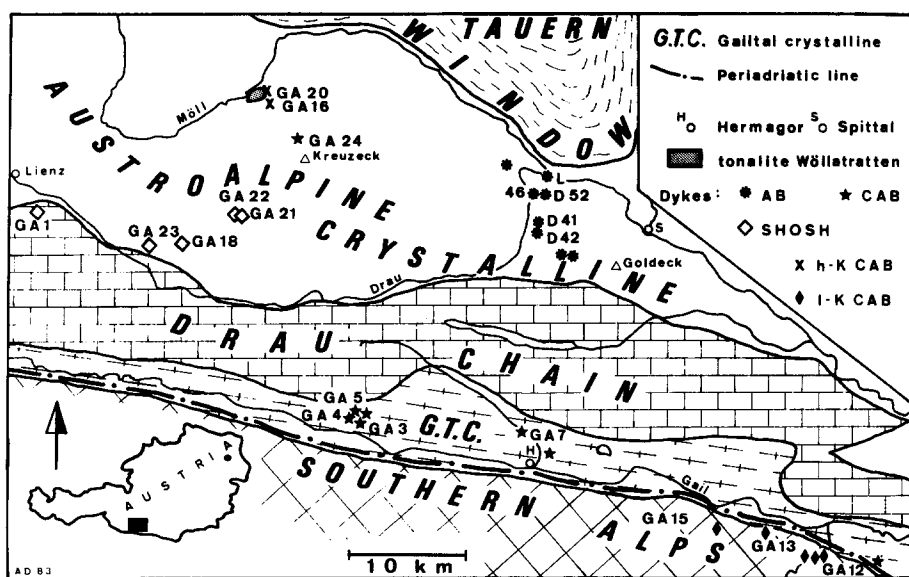 TAUERN
WINDOW
G.T.C. Gailtal crystalline
Periadriatic line
H Hermagor S Spittal
tonalite Wöllatratten
Dykes: AB CAB
SHOSH
h-K CAB
l-K CAB
AUSTROALPINE
CRYSTALLINE
Möll
GA 20
GA 16
GA 24
Kreuzeck
Lienz
GA 1
GA 22
GA 21
GA 23
GA 18
L
46 D 52
D 41
D 42
S
Goldeck
Drau
DRAU CHAIN
GA 5
GA 4 GA 3
G.T.C.
GA 7
H
Gail
SOUTHERN ALPS
GA 15
GA 13
GA 12
AUSTRIA
10 km
AD 83